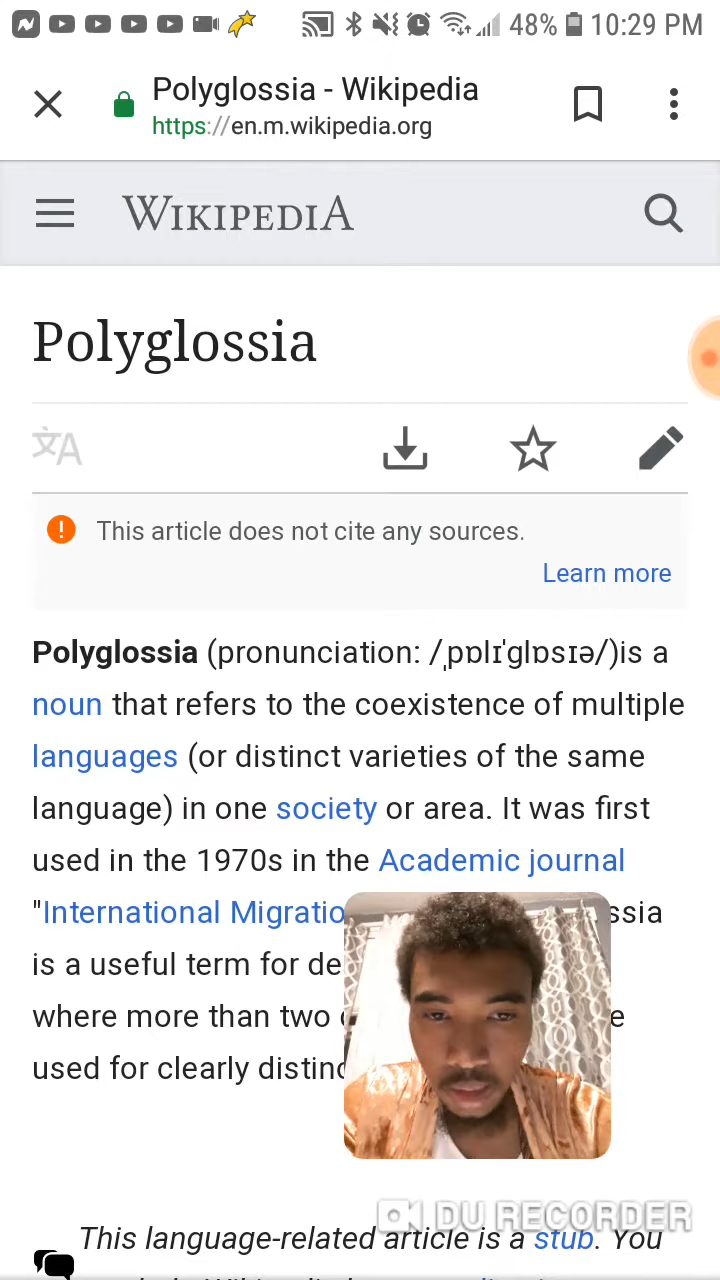 48% 10:29 PM
Polyglossia - Wikipedia
https://en.m.wikipedia.org
WIKIPEDIA
Polyglossia
文A
This article does not cite any sources.
Learn more
Polyglossia (pronunciation: /ˌpɒlɪˈɡlɒsɪə/)is a
noun that refers to the coexistence of multiple
languages (or distinct varieties of the same
language) in one society or area. It was first
used in the 1970s in the Academic journal
"International Migratio ssia
is a useful term for de
where more than two e
used for clearly distinc
DU RECORDER
This language-related article is a stub. You